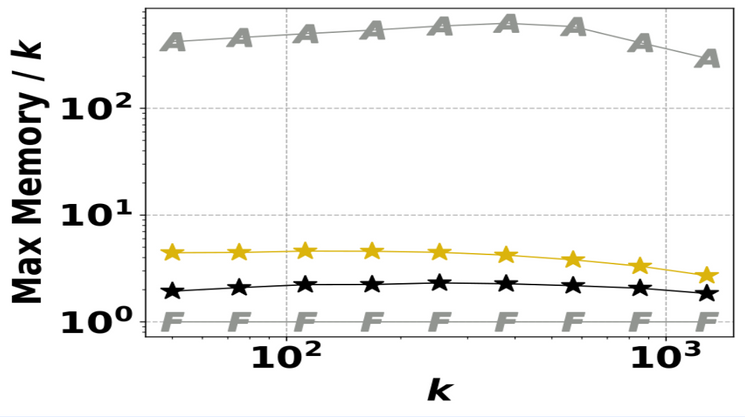 Max Memory / k
10²
10¹
10⁰
A A A A A A A A A
F F F F F F F F F
10² 10³
k